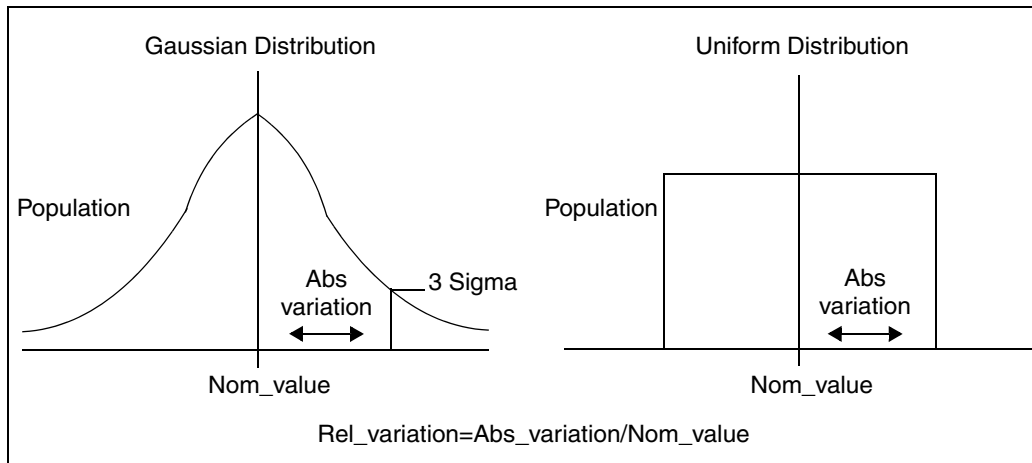 Gaussian Distribution
Population
3 Sigma
Abs
variation
Nom_value
Uniform Distribution
Population
Abs
variation
Nom_value
Rel_variation=Abs_variation/Nom_value